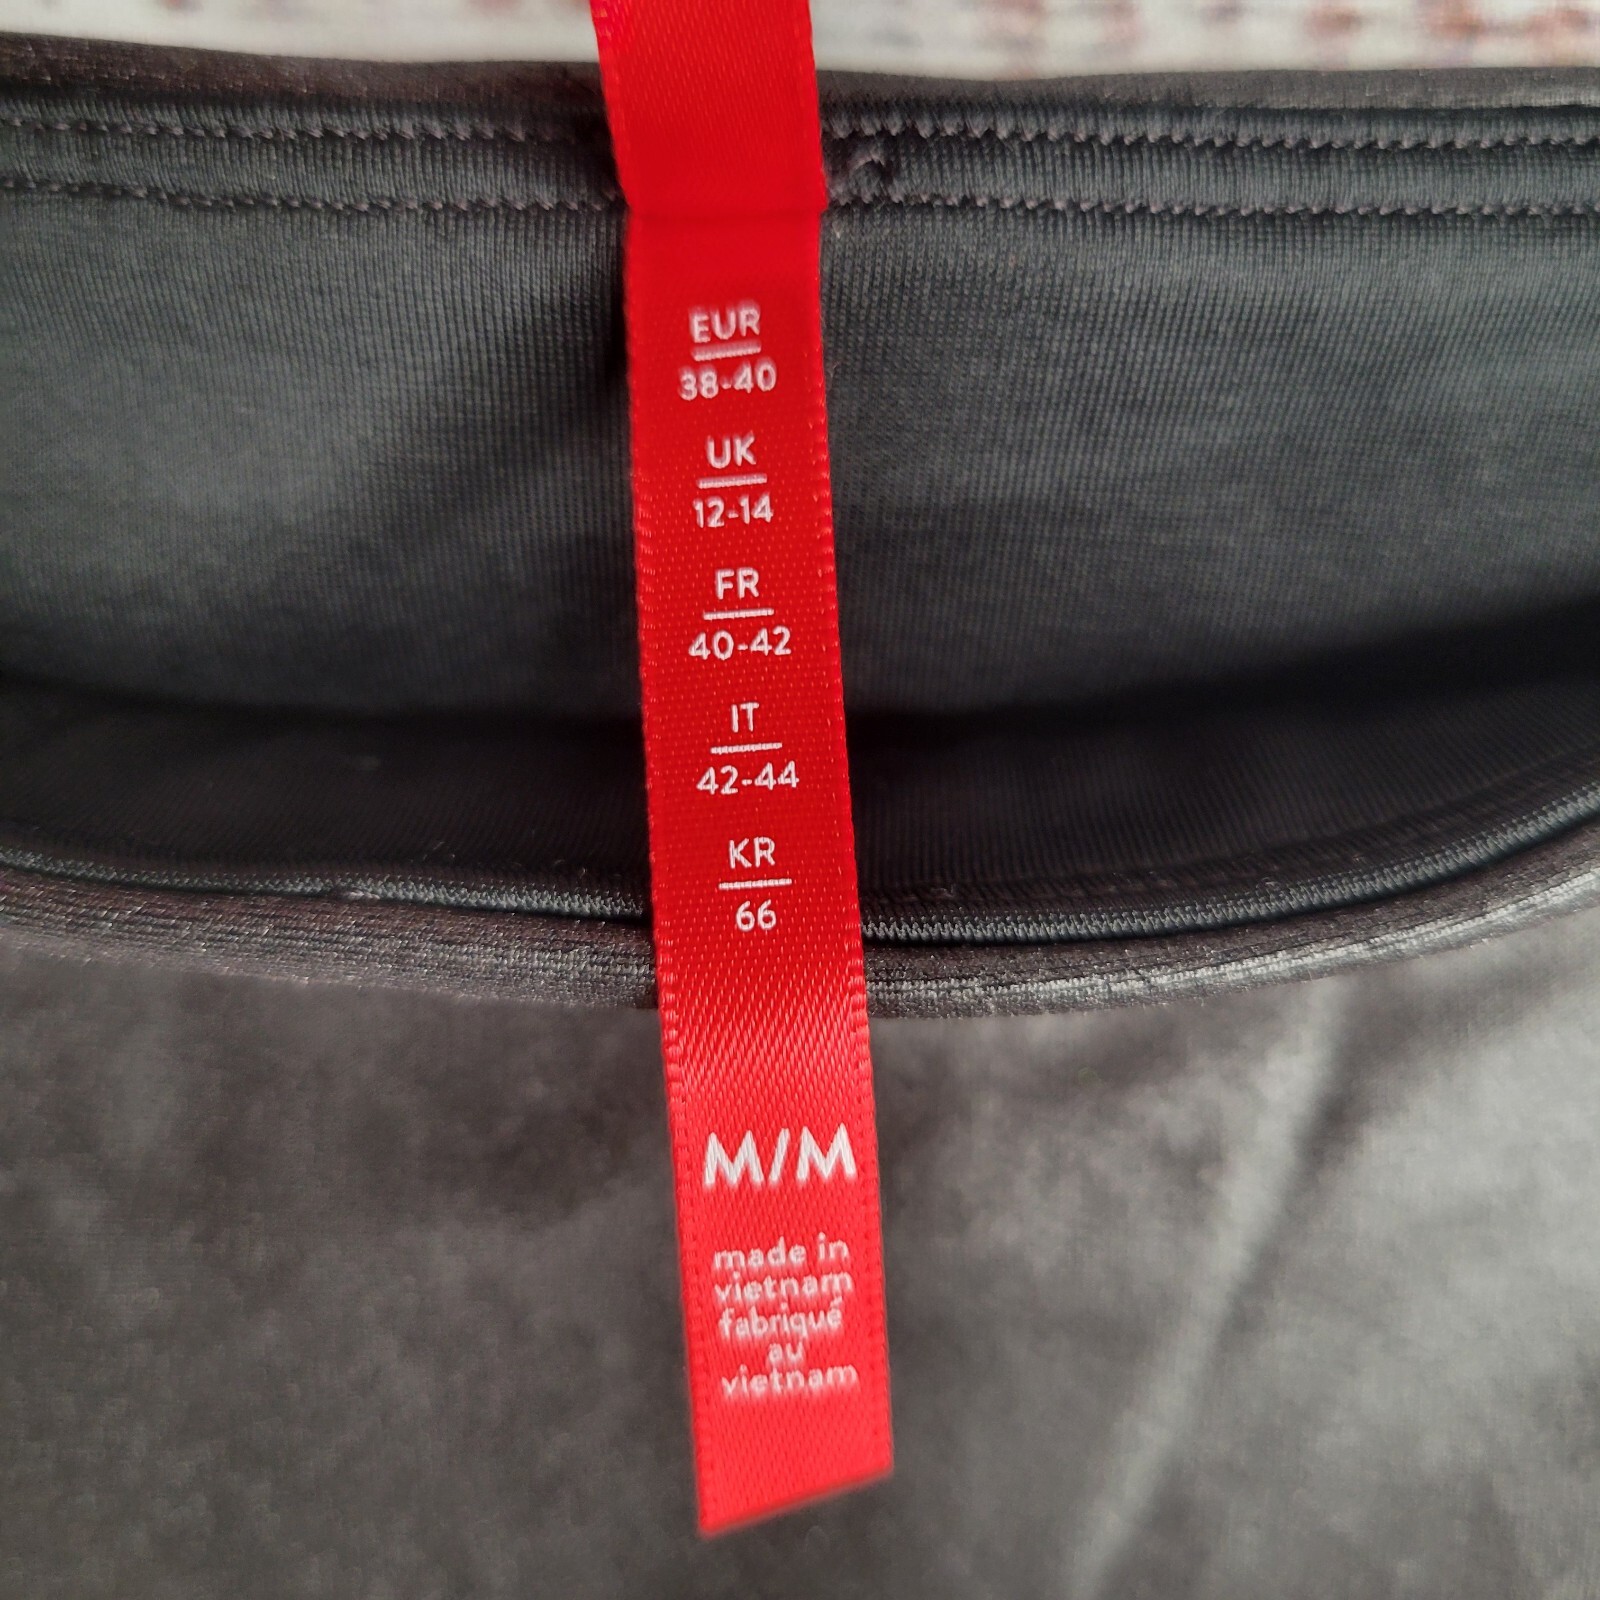 EUR
38-40
UK
12-14
FR
40-42
IT
42-44
KR
66
M/M
made in
vietnam
fabriqué
au
vietnam